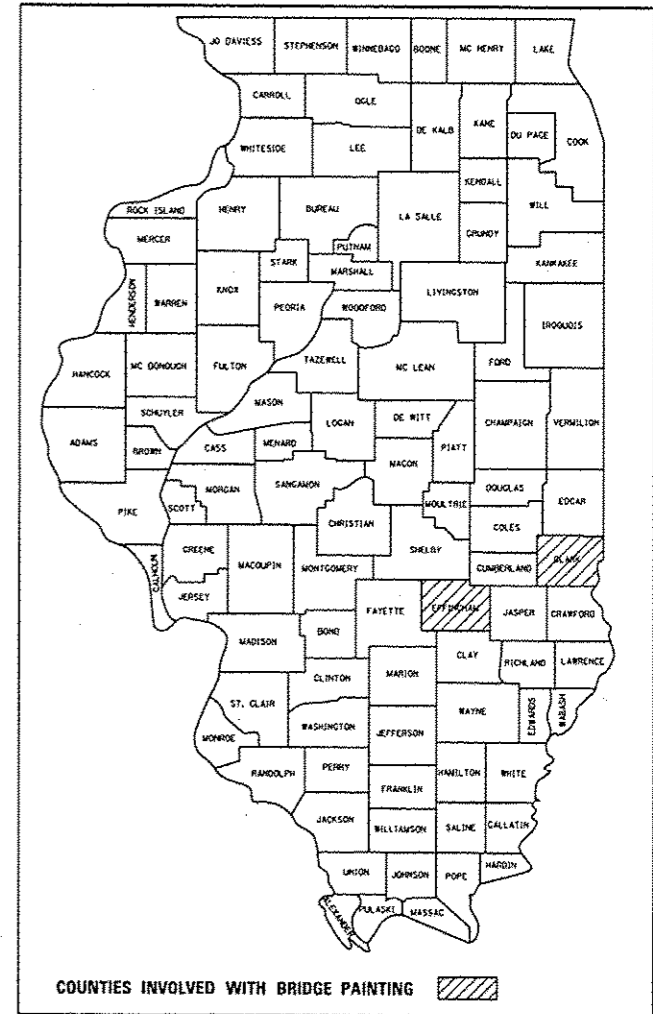 JO DAVIESS STEPHENSON WINNEBAGO BOONE MC HENRY LAKE
CARROLL OGLE DE KALB KANE DU PAGE COOK
WHITESIDE LEE
KENDALL
ROCK ISLAND HENRY BUREAU LA SALLE GRUNDY WILL
MERCER PUTNAM
STARK MARSHALL KANKAKEE
HENDERSON WARREN KNOX PEORIA WOODFORD LIVINGSTON IROQUOIS
HANCOCK MC DONOUGH FULTON TAZEWELL MC LEAN FORD
SCHUYLER MASON LOGAN DE WITT CHAMPAIGN VERMILION
ADAMS BROWN CASS MENARD PIATT
MACON
PIKE SCOTT MORGAN SANGAMON MOULTRIE DOUGLAS EDGAR
CHRISTIAN COLES
CALHOUN GREENE MACOUPIN MONTGOMERY SHELBY CUMBERLAND CLARK
JERSEY FAYETTE EFFINGHAM JASPER CRAWFORD
MADISON BOND
CLAY RICHLAND LAWRENCE
CLINTON MARION
ST. CLAIR WAYNE EDWARDS WABASH
MONROE WASHINGTON JEFFERSON
RANDOLPH PERRY HAMILTON WHITE
FRANKLIN
JACKSON WILLIAMSON SALINE GALLATIN
UNION JOHNSON POPE HARDIN
ALEXANDER PULASKI MASSAC
COUNTIES INVOLVED WITH BRIDGE PAINTING